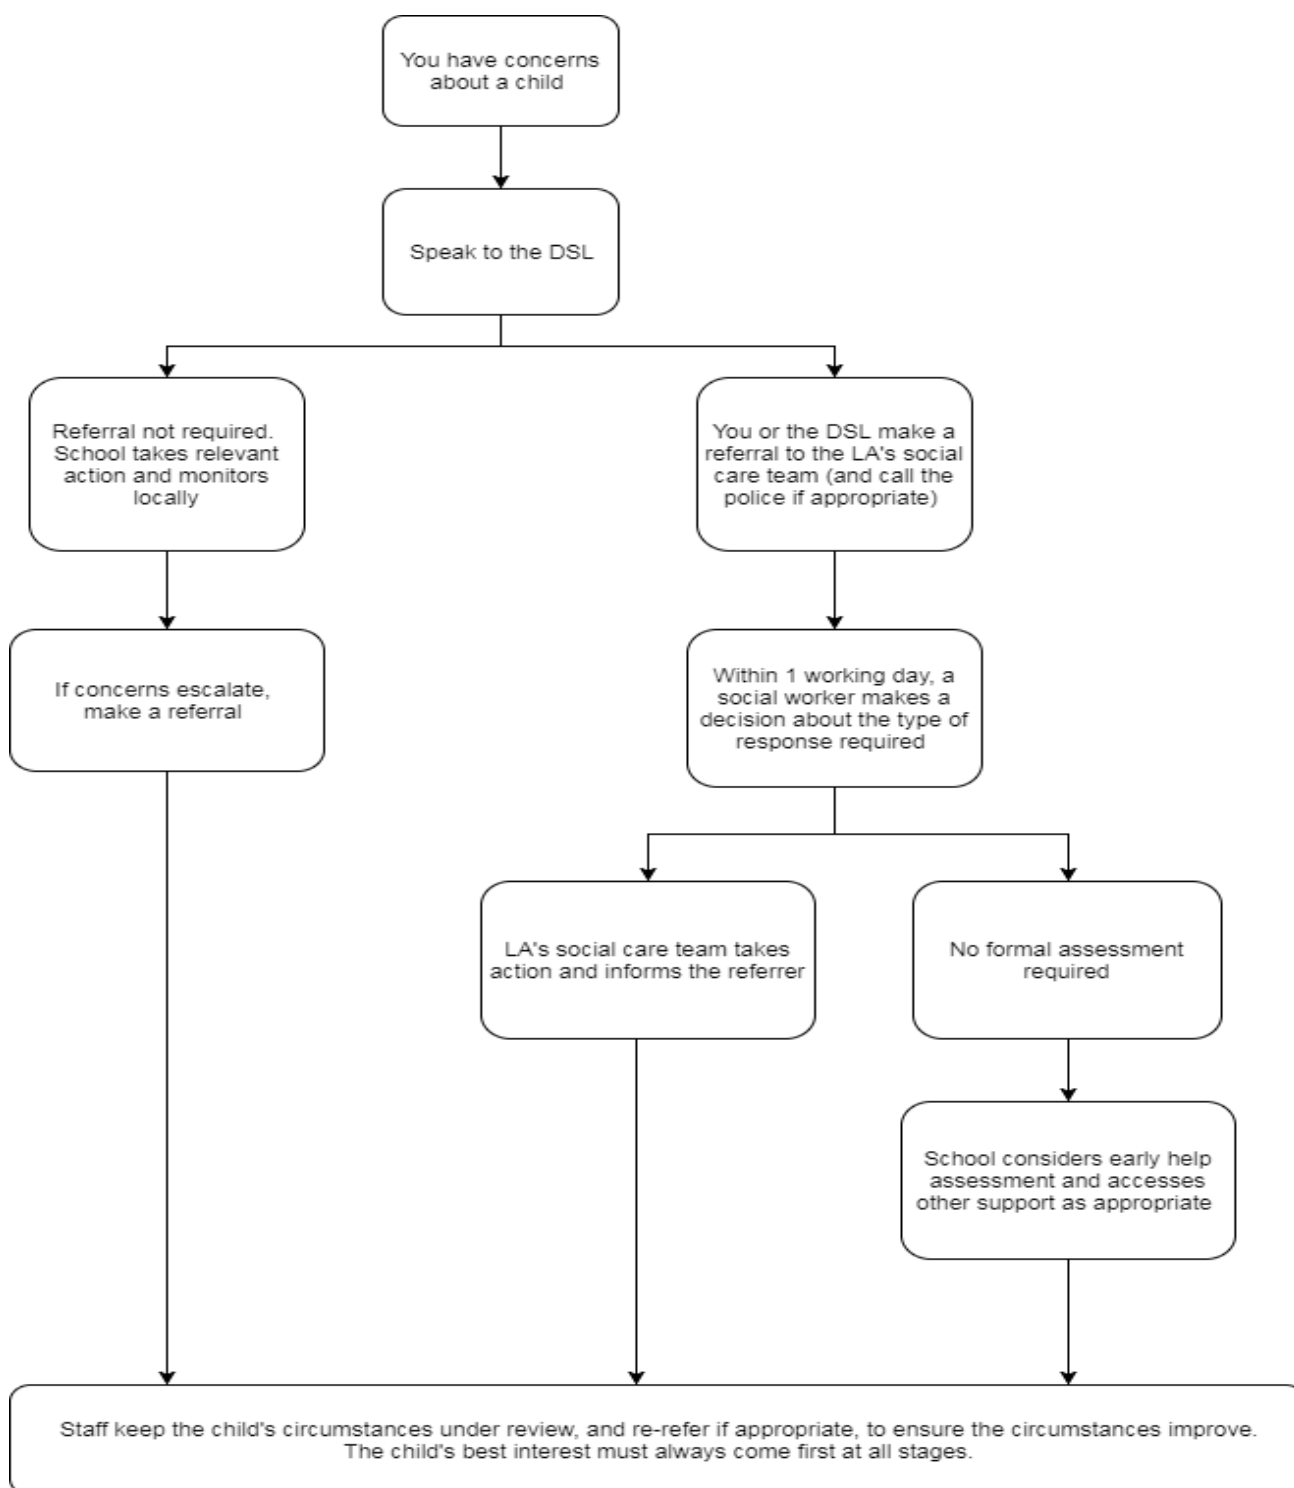 You have concerns
about a child
Speak to the DSL
Referral not required.
School takes relevant
action and monitors
locally
You or the DSL make a
referral to the LA's social
care team (and call the
police if appropriate)
If concerns escalate,
make a referral
Within 1 working day, a
social worker makes a
decision about the type of
response required
LA's social care team takes
action and informs the referrer
No formal assessment
required
School considers early help
assessment and accesses
other support as appropriate
Staff keep the child's circumstances under review, and re-refer if appropriate, to ensure the circumstances improve.
The child's best interest must always come first at all stages.